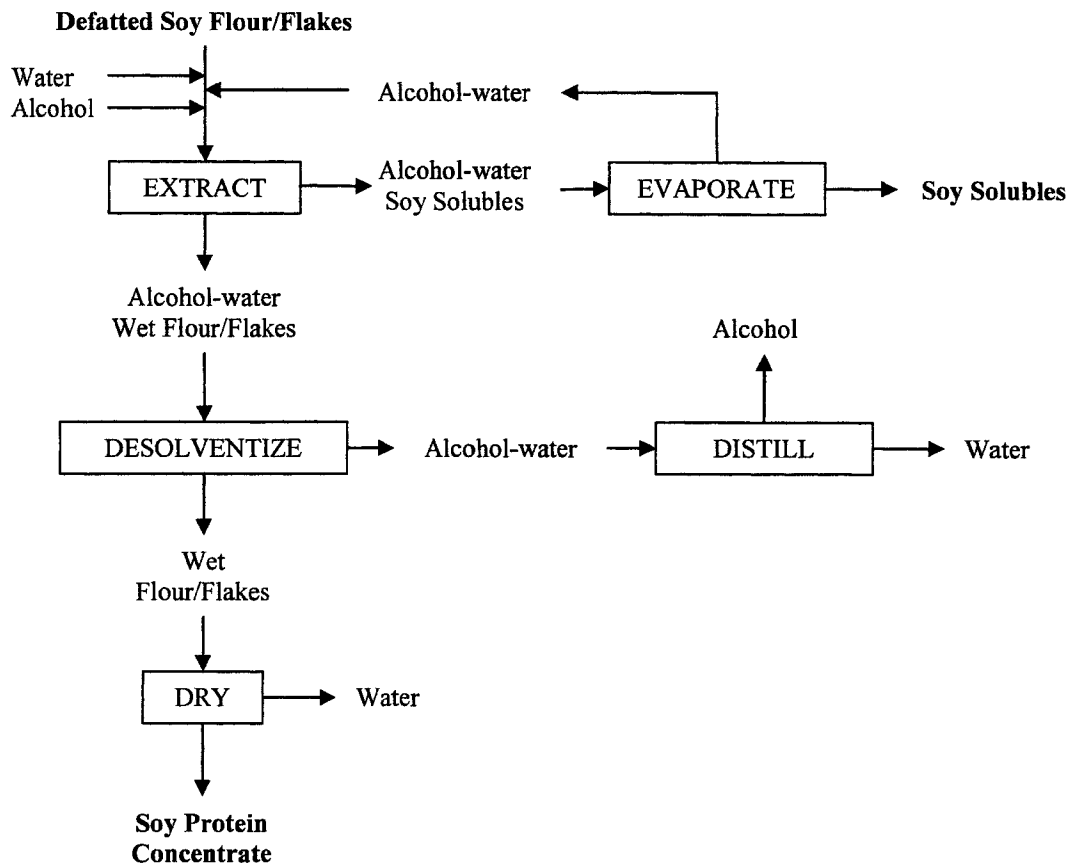 Defatted Soy Flour/Flakes
Water
Alcohol
Alcohol-water
EXTRACT
Alcohol-water
Soy Solubles
EVAPORATE
Soy Solubles
Alcohol-water
Wet Flour/Flakes
Alcohol
DESOLVENTIZE
Alcohol-water
DISTILL
Water
Wet
Flour/Flakes
DRY
Water
Soy Protein
Concentrate